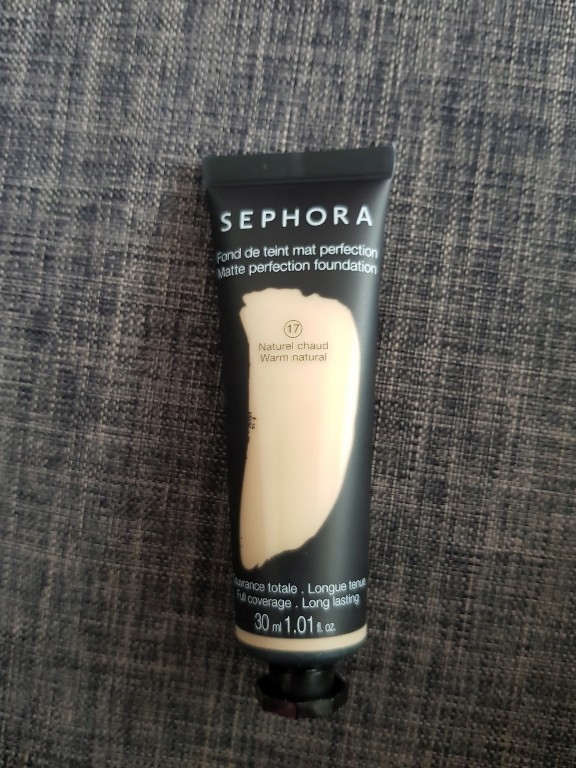 SEPHORA
Fond de teint mat perfection
Matte perfection foundation
17
Naturel chaud
Warm natural
totale . Longue tenue
Full coverage . Long lasting
30 ml 1.01 fl. oz.